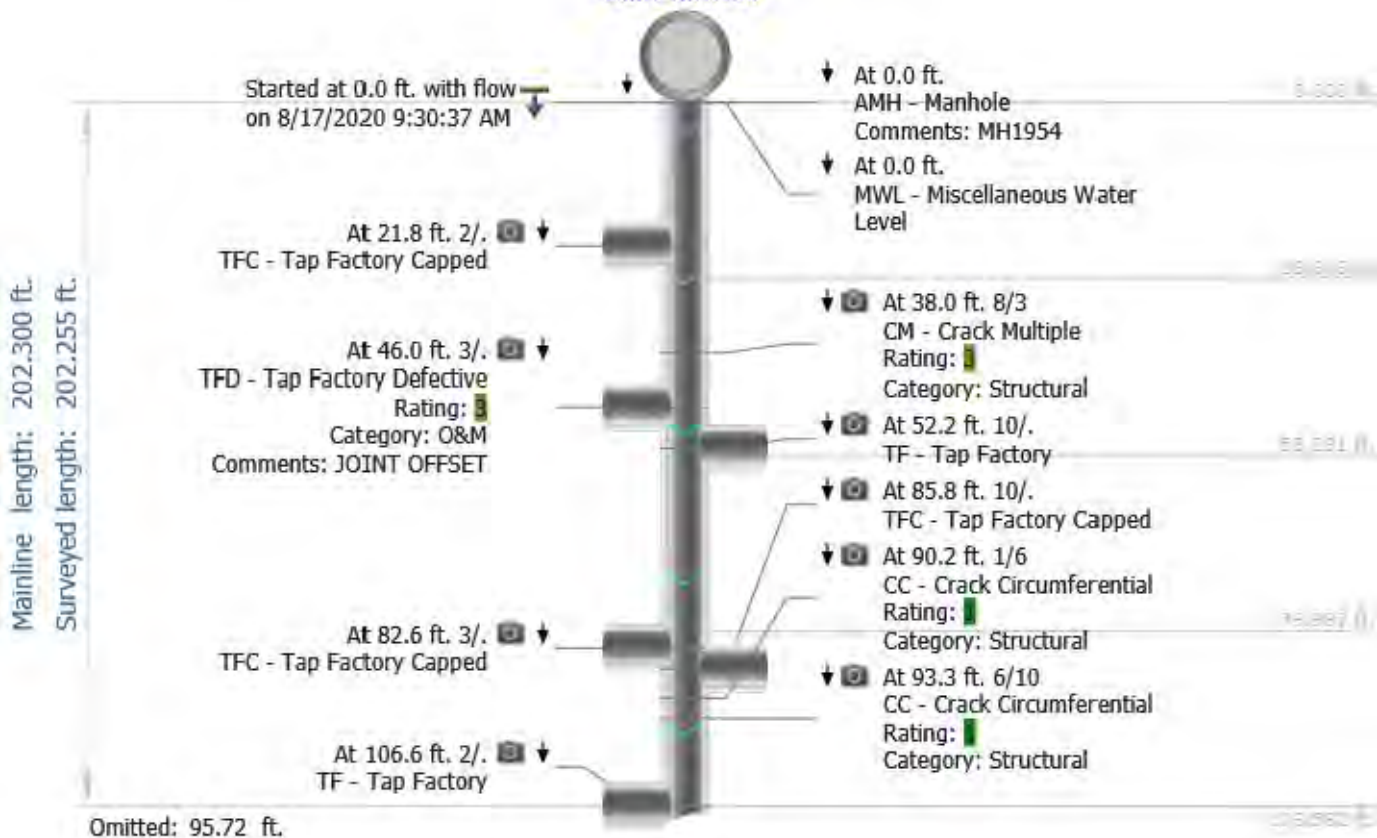 Started at 0.0 ft. with flow
on 8/17/2020 9:30:37 AM
At 0.0 ft.
AMH - Manhole
Comments: MH1954
At 0.0 ft.
MWL - Miscellaneous Water
Level
At 21.8 ft. 2/.
TFC - Tap Factory Capped
At 38.0 ft. 8/3
CM - Crack Multiple
Rating: 3
Category: Structural
At 46.0 ft. 3/.
TFD - Tap Factory Defective
Rating: 3
Category: O&M
Comments: JOINT OFFSET
At 52.2 ft. 10/.
TF - Tap Factory
At 85.8 ft. 10/.
TFC - Tap Factory Capped
At 90.2 ft. 1/6
CC - Crack Circumferential
Rating:
Category: Structural
At 82.6 ft. 3/.
TFC - Tap Factory Capped
At 93.3 ft. 6/10
CC - Crack Circumferential
Rating:
Category: Structural
At 106.6 ft. 2/.
TF - Tap Factory
Omitted: 95.72 ft.
Mainline length: 202.300 ft.
Surveyed length: 202.255 ft.